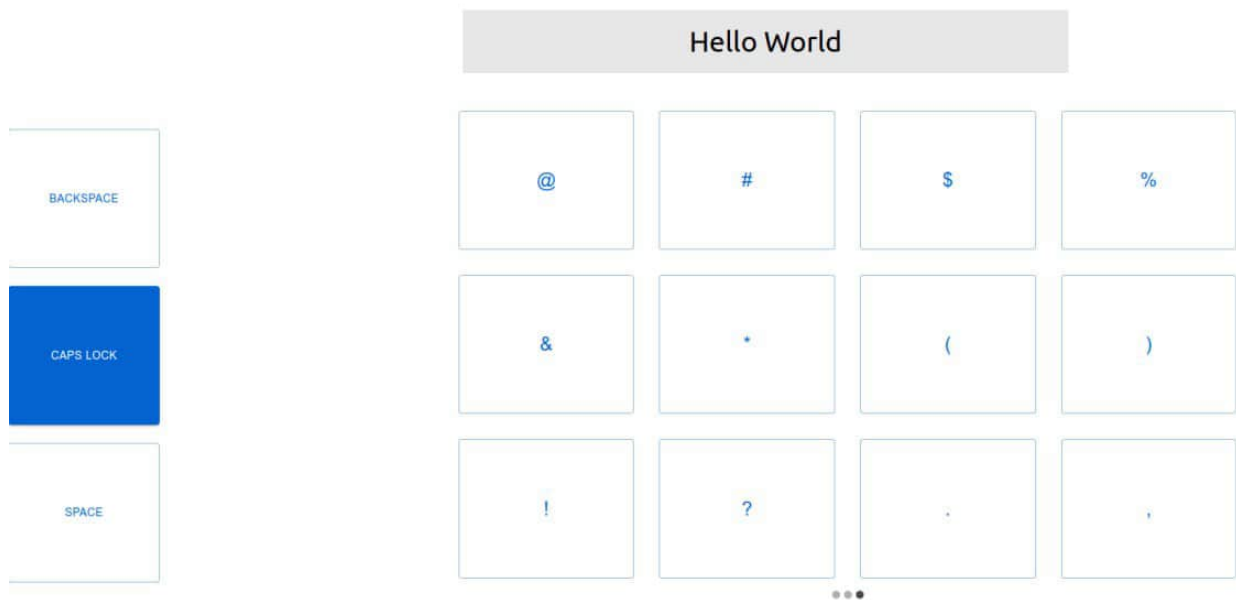 Hello World
BACKSPACE
CAPS LOCK
SPACE
@ # $ %
& * ( )
! ? . ,